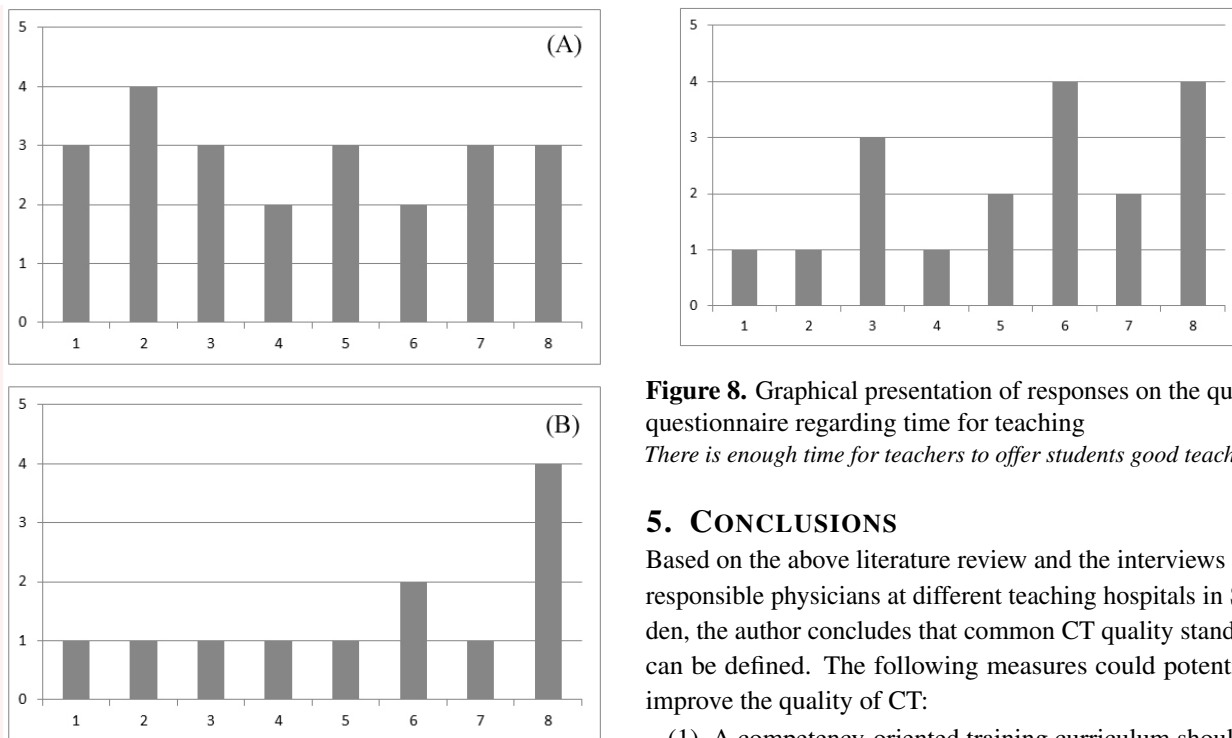 5
(A)
4
3
2
1
0
1 2 3 4 5 6 7 8
5
(B)
4
3
2
1
0
1 2 3 4 5 6 7 8
5
4
3
2
1
0
1 2 3 4 5 6 7 8
Figure 8. Graphical presentation of responses on the
questionnaire regarding time for teaching
There is enough time for teachers to offer students good
5. CONCLUSIONS
Based on the above literature review and the interviews
responsible physicians at different teaching hospitals in
den, the author concludes that common CT quality
can be defined. The following measures could
improve the quality of CT:
(1) A competency-oriented training curriculum